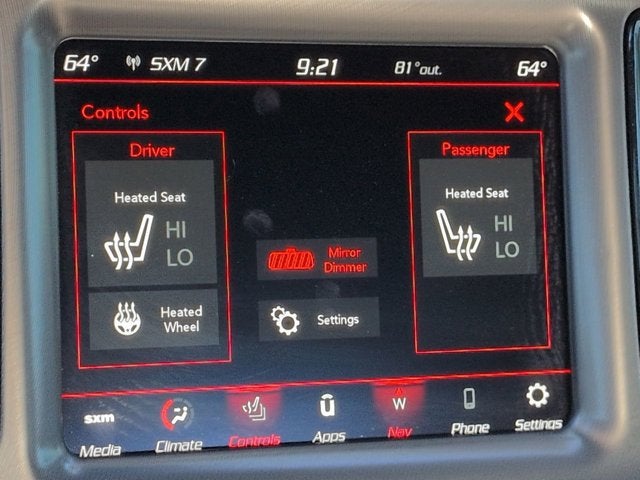 64° SXM 7 9:21 81°out. 64°
Controls
Driver
Passenger
Heated Seat
HI
LO
Heated Seat
HI
LO
Mirror
Dimmer
Heated
Wheel
Settings
sxm
W
Media Climate Controls Apps Nav Phone Settings